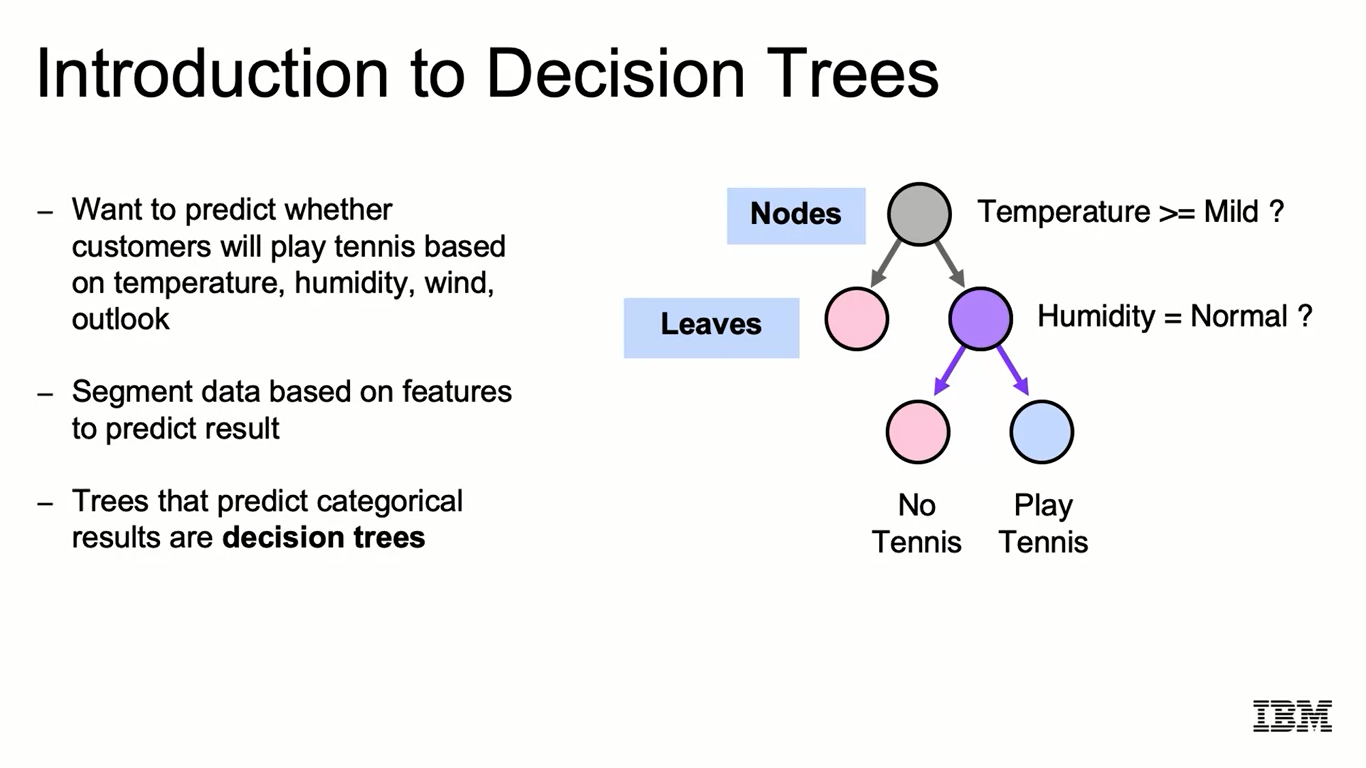 Introduction to Decision Trees
– Want to predict whether
customers will play tennis based
on temperature, humidity, wind,
outlook
– Segment data based on features
to predict result
– Trees that predict categorical
results are decision trees
Nodes
Temperature >= Mild ?
Leaves
Humidity = Normal ?
No
Tennis
Play
Tennis
IBM